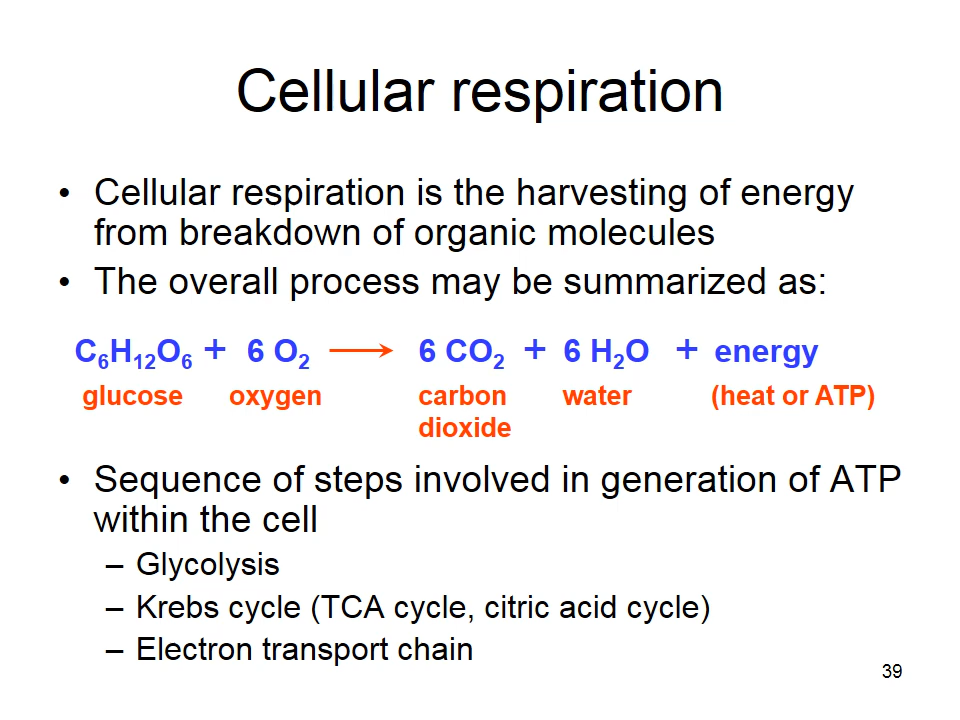 Cellular respiration
• Cellular respiration is the harvesting of energy
from breakdown of organic molecules
• The overall process may be summarized as:
C₆H₁₂O₆ + 6 O₂ → 6 CO₂ + 6 H₂O + energy
glucose oxygen carbon water (heat or ATP)
dioxide
• Sequence of steps involved in generation of ATP
within the cell
– Glycolysis
– Krebs cycle (TCA cycle, citric acid cycle)
– Electron transport chain
39